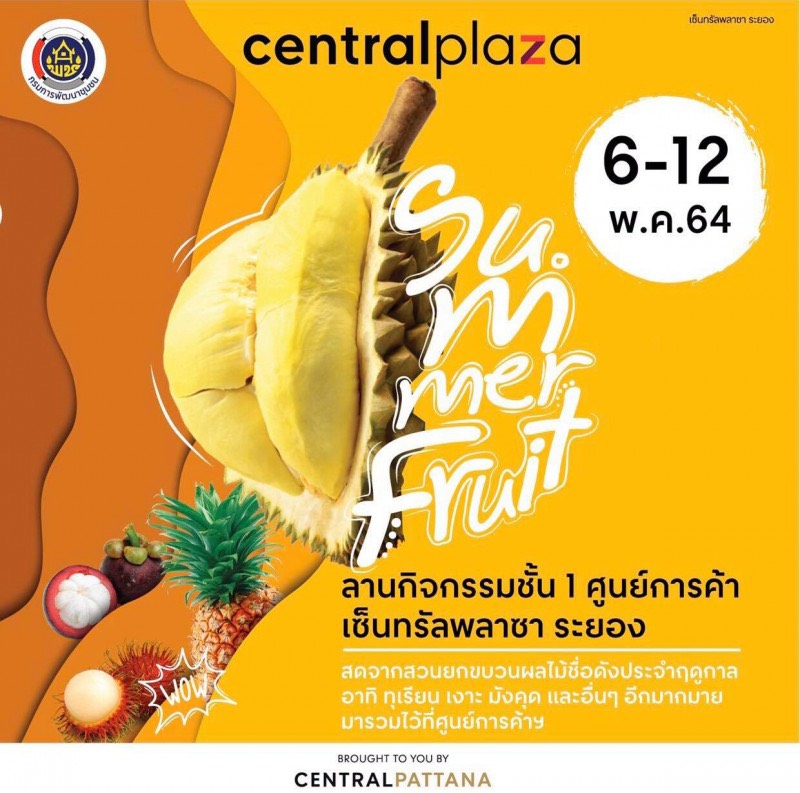 เซ็นทรัลพลาซา ระยอง
centralplaza
กรมการพัฒนาชุมชน
6-12
พ.ค.64
Su.
m
mer
Fruit
ลานกิจกรรมชั้น 1 ศูนย์การค้า
เซ็นทรัลพลาซา ระยอง
สดจากสวนยกขบวนผลไม้ชื่อดังประจำฤดูกาล
อาทิ ทุเรียน เงาะ มังคุด และอื่นๆ อีกมากมาย
มารวมไว้ที่ศูนย์การค้าฯ
WOW
BROUGHT TO YOU BY
CENTRALPATTANA